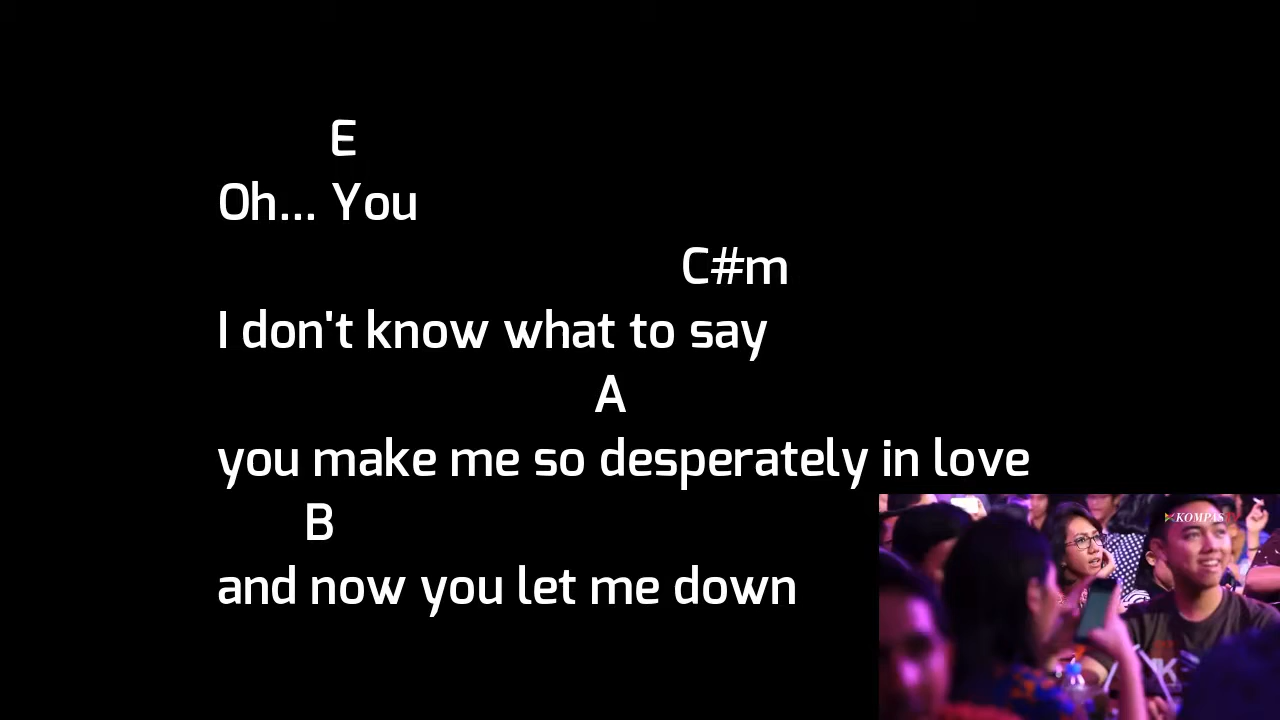 E
Oh... You
C#m
I don't know what to say
A
you make me so desperately in love
B
and now you let me down
KOMPAS